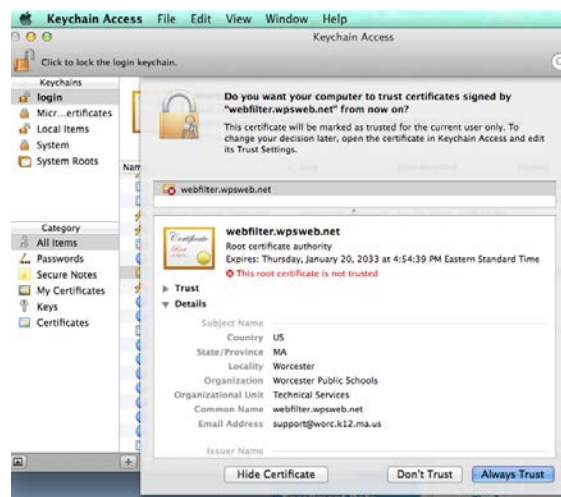 Keychain Access File Edit View Window Help
Keychain Access
Click to lock the login keychain.
Keychains
login
Micr...ertificates
Local Items
System
System Roots
Category
All Items
Passwords
Secure Notes
My Certificates
Keys
Certificates
Nam
Do you want your computer to trust certificates signed by
"webfilter.wpsweb.net" from now on?
This certificate will be marked as trusted for the current user only. To
change your decision later, open the certificate in Keychain Access and edit
its Trust Settings.
webfilter.wpsweb.net
Certificate
Root
webfilter.wpsweb.net
Root certificate authority
Expires: Thursday, January 20, 2033 at 4:54:39 PM Eastern Standard Time
This root certificate is not trusted
Trust
Details
Subject Name
Country US
State/Province MA
Locality Worcester
Organization Worcester Public Schools
Organizational Unit Technical Services
Common Name webfilter.wpsweb.net
Email Address support@worc.k12.ma.us
Issuer Name
Hide Certificate Don't Trust Always Trust